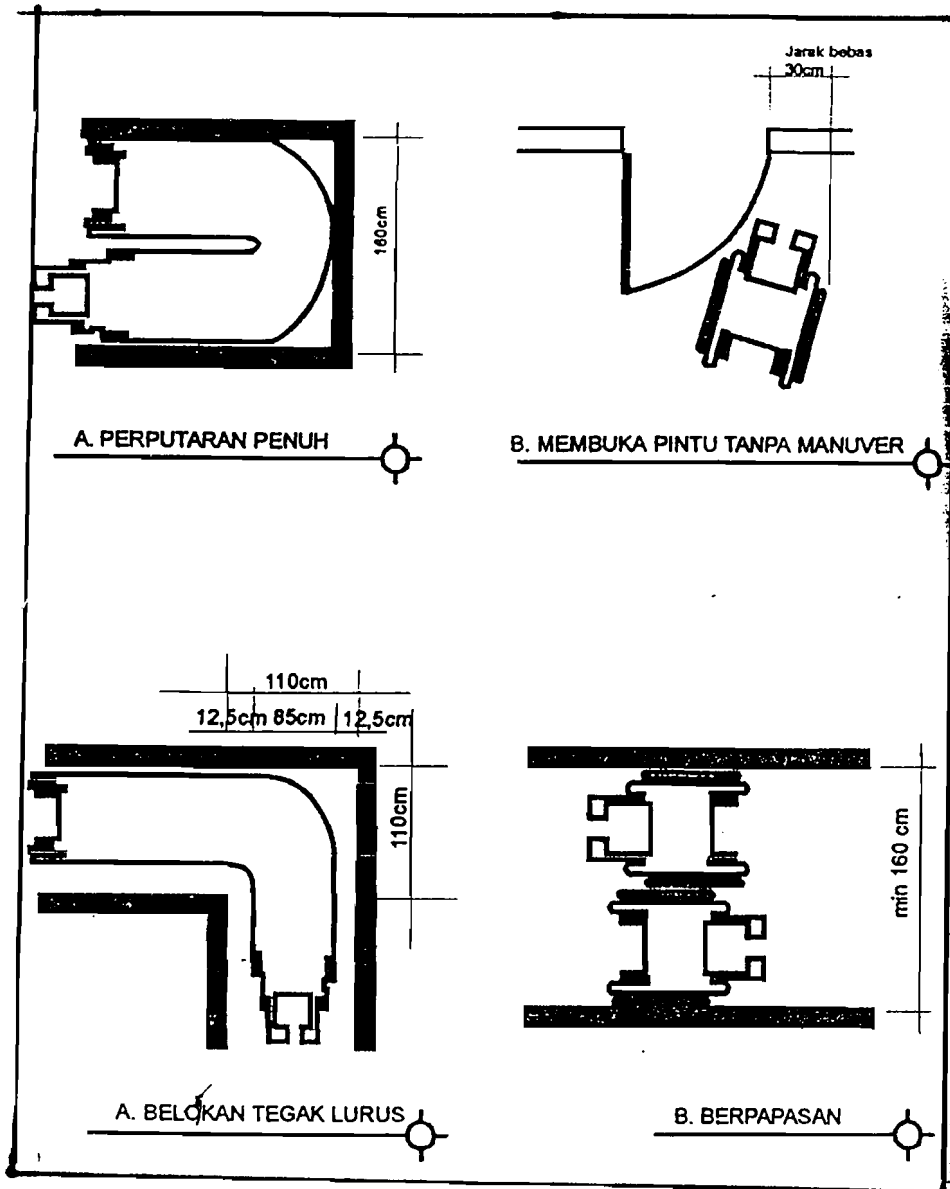 Jarak bebas
30cm
160cm
A. PERPUTARAN PENUH
B. MEMBUKA PINTU TANPA MANUVER
110cm
12,5cm 85cm 12,5cm
110cm
min 160 cm
A. BELOKAN TEGAK LURUS
B. BERPAPASAN